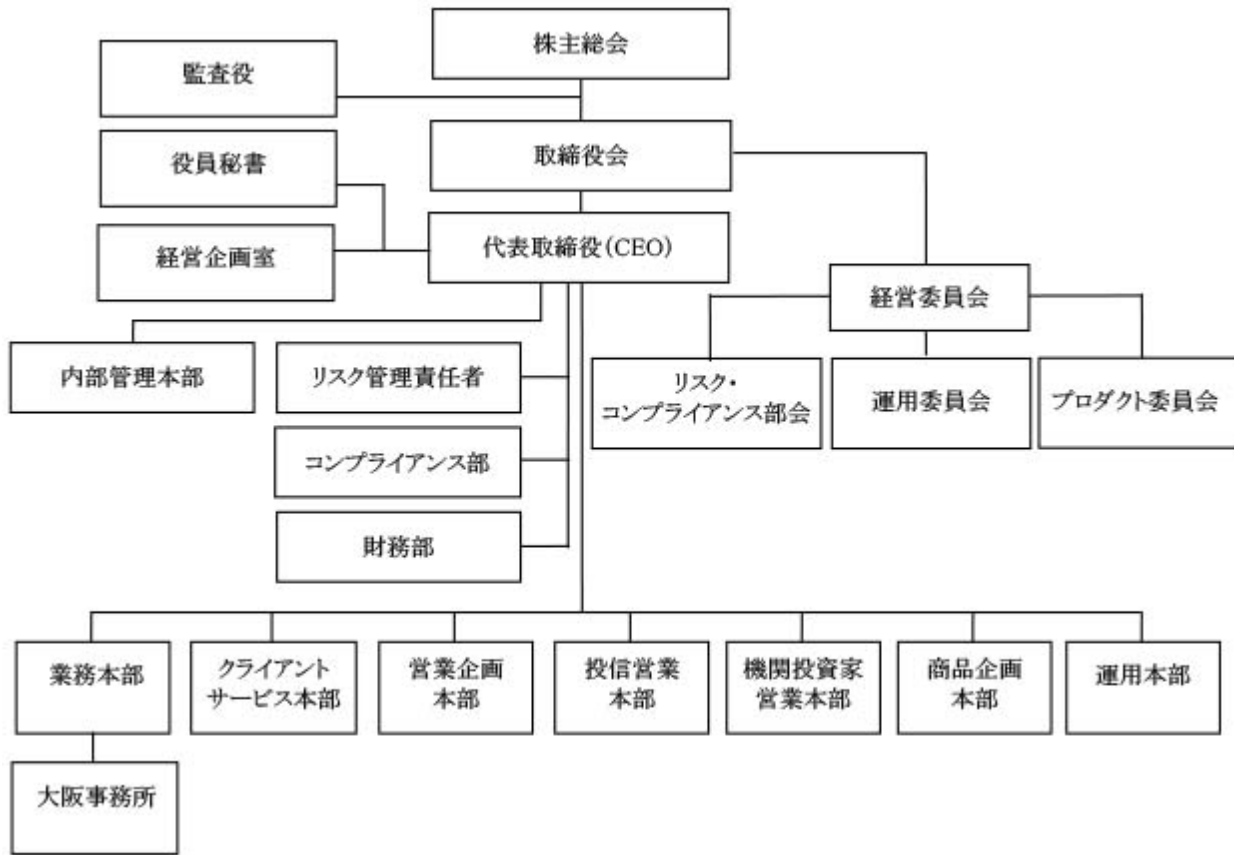 株主総会
監査役
取締役会
役員秘書
代表取締役(CEO)
経営企画室
経営委員会
内部管理本部
リスク管理責任者
リスク・
コンプライアンス部会
運用委員会
プロダクト委員会
コンプライアンス部
財務部
業務本部
クライアント
サービス本部
営業企画
本部
投信営業
本部
機関投資家
営業本部
商品企画
本部
運用本部
大阪事務所